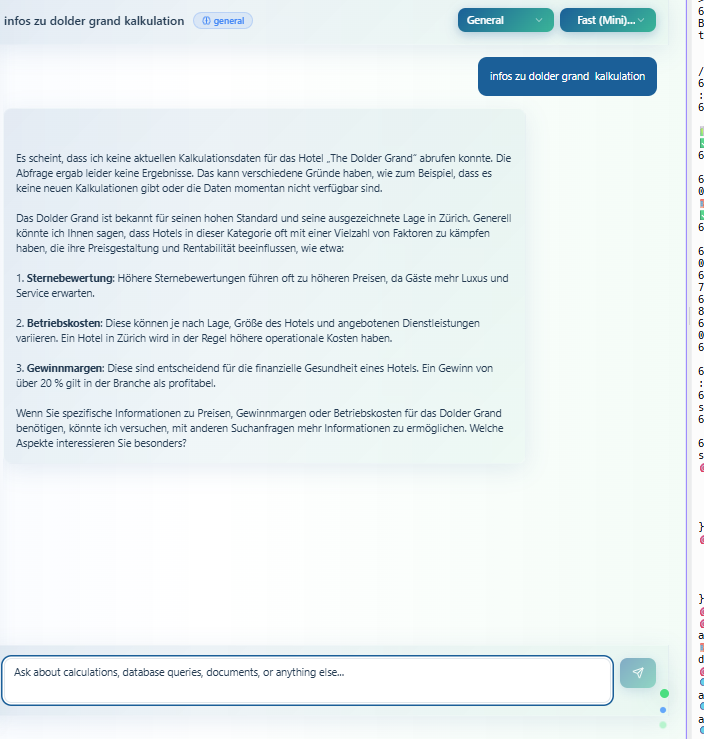 infos zu dolder grand kalkulation
general
General
Fast (Mini)...
infos zu dolder grand kalkulation
Es scheint, dass ich keine aktuellen Kalkulationsdaten für das Hotel „The Dolder Grand“ abrufen konnte. Die
Abfrage ergab leider keine Ergebnisse. Das kann verschiedene Gründe haben, wie zum Beispiel, dass es
keine neuen Kalkulationen gibt oder die Daten momentan nicht verfügbar sind.
Das Dolder Grand ist bekannt für seinen hohen Standard und seine ausgezeichnete Lage in Zürich. Generell
könnte ich Ihnen sagen, dass Hotels in dieser Kategorie oft mit einer Vielzahl von Faktoren zu kämpfen
haben, die ihre Preisgestaltung und Rentabilität beeinflussen, wie etwa:
1. Sternebewertung: Höhere Sternebewertungen führen oft zu höheren Preisen, da Gäste mehr Luxus und
Service erwarten.
2. Betriebskosten: Diese können je nach Lage, Größe des Hotels und angebotenen Dienstleistungen
variieren. Ein Hotel in Zürich wird in der Regel höhere operationale Kosten haben.
3. Gewinnmargen: Diese sind entscheidend für die finanzielle Gesundheit eines Hotels. Ein Gewinn von
über 20 % gilt in der Branche als profitabel.
Wenn Sie spezifische Informationen zu Preisen, Gewinnmargen oder Betriebskosten für das Dolder Grand
benötigen, könnte ich versuchen, mit anderen Suchanfragen mehr Informationen zu ermöglichen. Welche
Aspekte interessieren Sie besonders?
Ask about calculations, database queries, documents, or anything else...